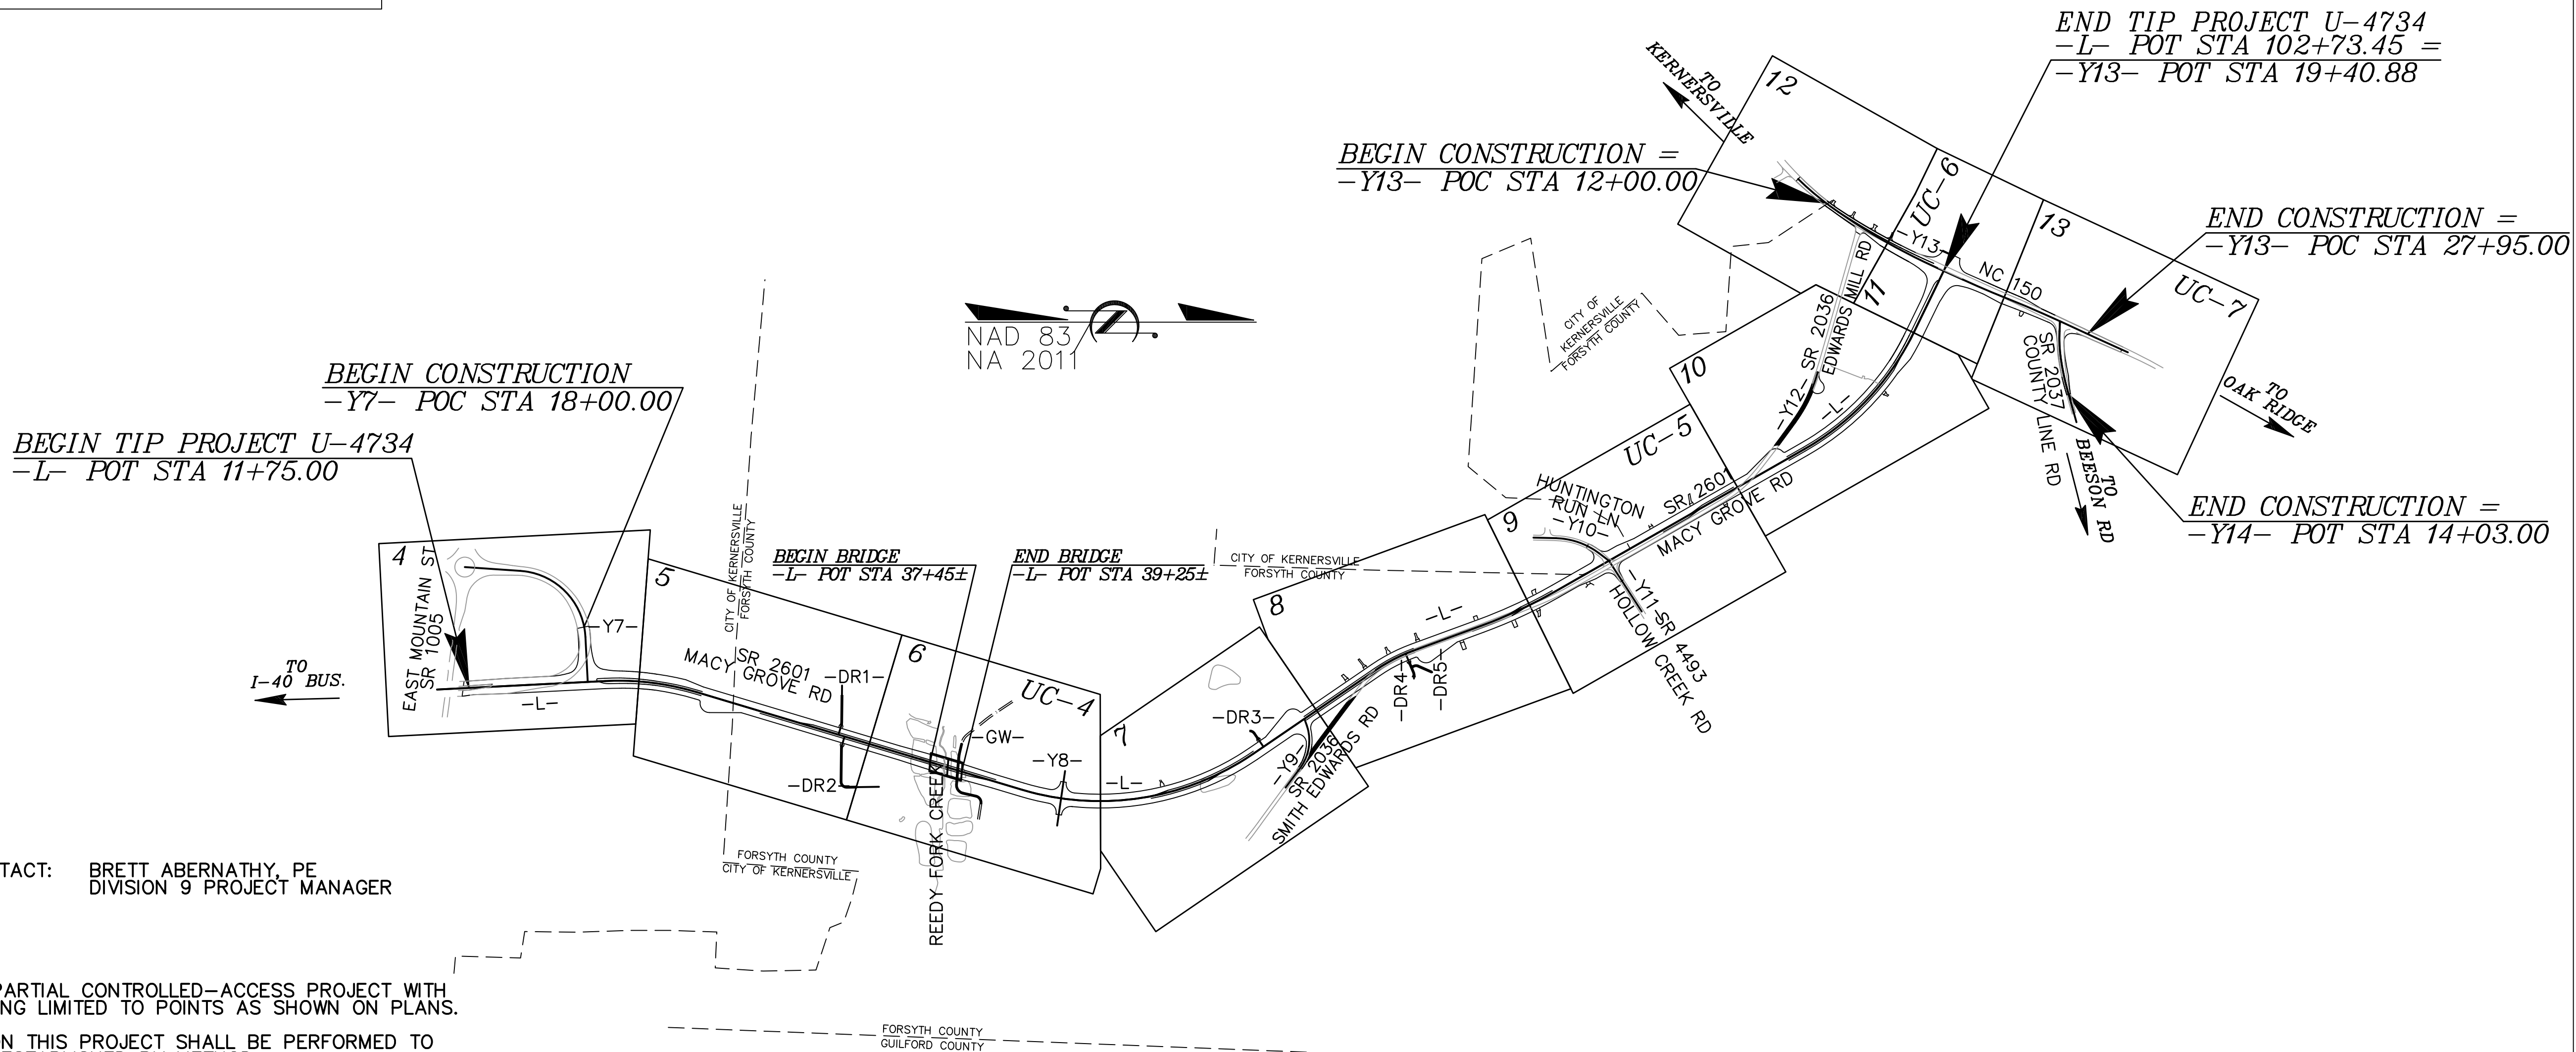 END TIP PROJECT U-4734
-L- POT STA 102+73.45 =
-Y13- POT STA 19+40.88
TO
KERNERSVILLE
12
BEGIN CONSTRUCTION =
-Y13- POC STA 12+00.00
UC-6
13
END CONSTRUCTION =
-Y13- POC STA 27+95.00
-Y13-
NC 150
UC-7
11
SR 2036
EDWARDS MILL RD
CITY OF
KERNERSVILLE
FORSYTH COUNTY
NAD 83
NA 2011
SR 2037
COUNTY LINE RD
TO
OAK RIDGE
TO
BEESON RD
10
-Y12-
-L-
END CONSTRUCTION =
-Y14- POT STA 14+03.00
BEGIN CONSTRUCTION
-Y7- POC STA 18+00.00
BEGIN TIP PROJECT U-4734
-L- POT STA 11+75.00
UC-5
9
HUNTINGTON
RUN LN
-Y10-
SR 2601
MACY GROVE RD
-Y11-
SR 4493
HOLLOW CREEK RD
4
EAST MOUNTAIN ST
SR 1005
-Y7-
TO
I-40 BUS.
-L-
CITY OF KERNERSVILLE
FORSYTH COUNTY
5
SR 2601
MACY GROVE RD
-DR1-
-DR2-
BEGIN BRIDGE
-L- POT STA 37+45±
END BRIDGE
-L- POT STA 39+25±
6
UC-4
-GW-
-Y8-
REEDY FORK CREEK
CITY OF KERNERSVILLE
FORSYTH COUNTY
8
-L-
7
-L-
-DR3-
-DR4-
-DR5-
-Y9-
SR 2036
SMITH EDWARDS RD
FORSYTH COUNTY
CITY OF KERNERSVILLE
TACT: BRETT ABERNATHY, PE
DIVISION 9 PROJECT MANAGER
PARTIAL CONTROLLED-ACCESS PROJECT WITH
NG LIMITED TO POINTS AS SHOWN ON PLANS.
ON THIS PROJECT SHALL BE PERFORMED TO
FORSYTH COUNTY
GUILFORD COUNTY